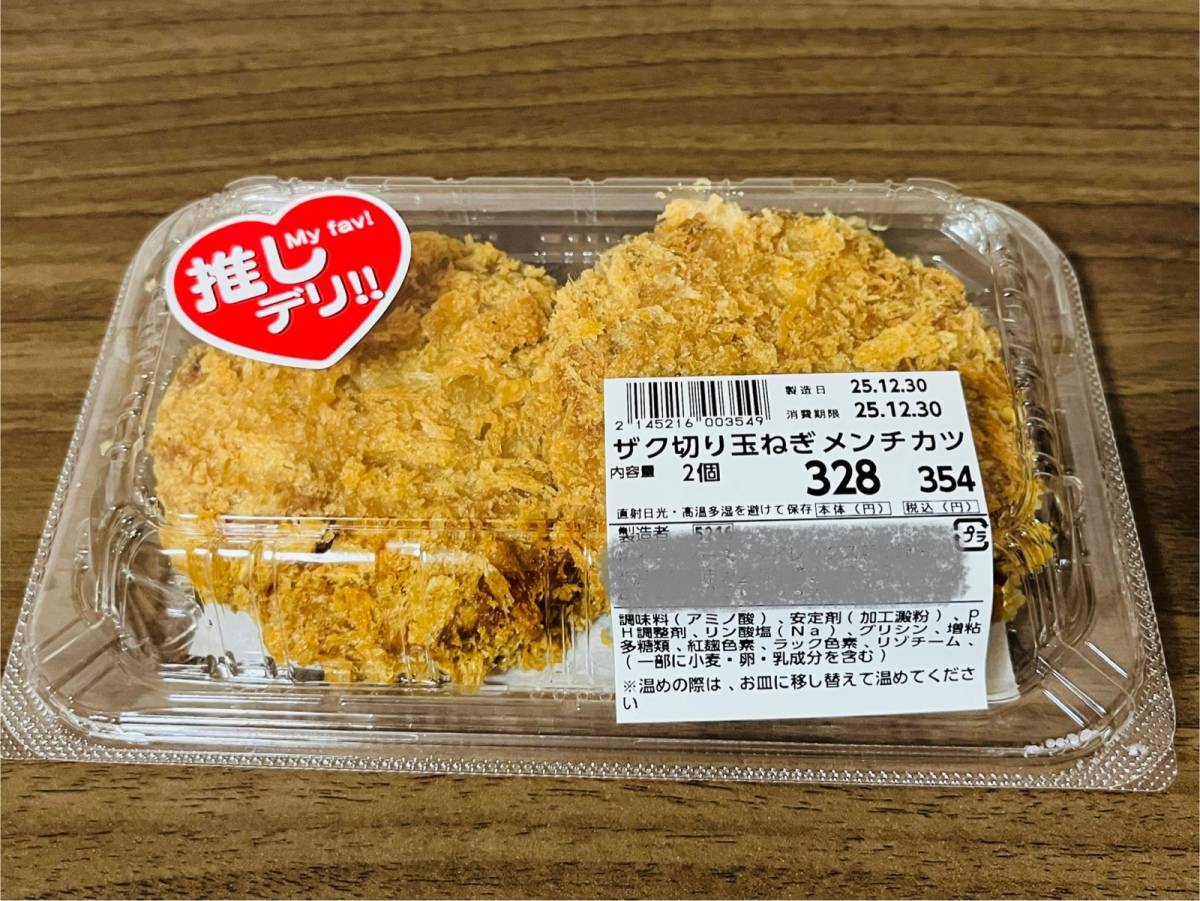 My fav!
推し
デリ!!
製造日 25.12.30
消費期限 25.12.30
2 145216 003549
ザク切り玉ねぎメンチカツ
内容量 2個 328 354
直射日光・高温多湿を避けて保存 本体(円) 税込(円)
製造者
プラ
調味料(アミノ酸)、安定剤(加工澱粉)、p
H調整剤、リン酸塩(Na)、グリシン、増粘
多糖類、紅麹色素、ラック色素、リゾチーム、
(一部に小麦・卵・乳成分を含む)
※温めの際は、お皿に移し替えて温めてくださ
い